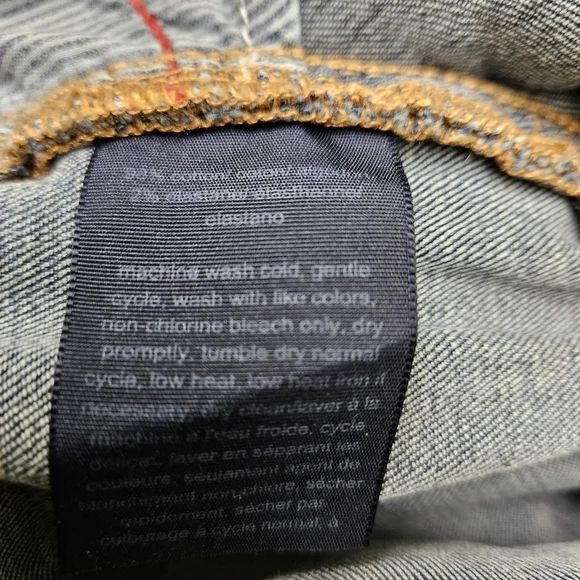 cotton/
2% elastane/
elastano
machine wash cold, gentle
cycle, wash with like colors,
non-chlorine bleach only, dry
promptly, tumble dry normal
cycle, low heat, low heat iron if
necessary, dry clean/laver à la
machine à l'eau froide, cycle
délicat, laver en séparant les
couleurs, seulement agent de
blanchiment non chlore, sécher
rapidement, sécher par
culbutage à cycle normal, à